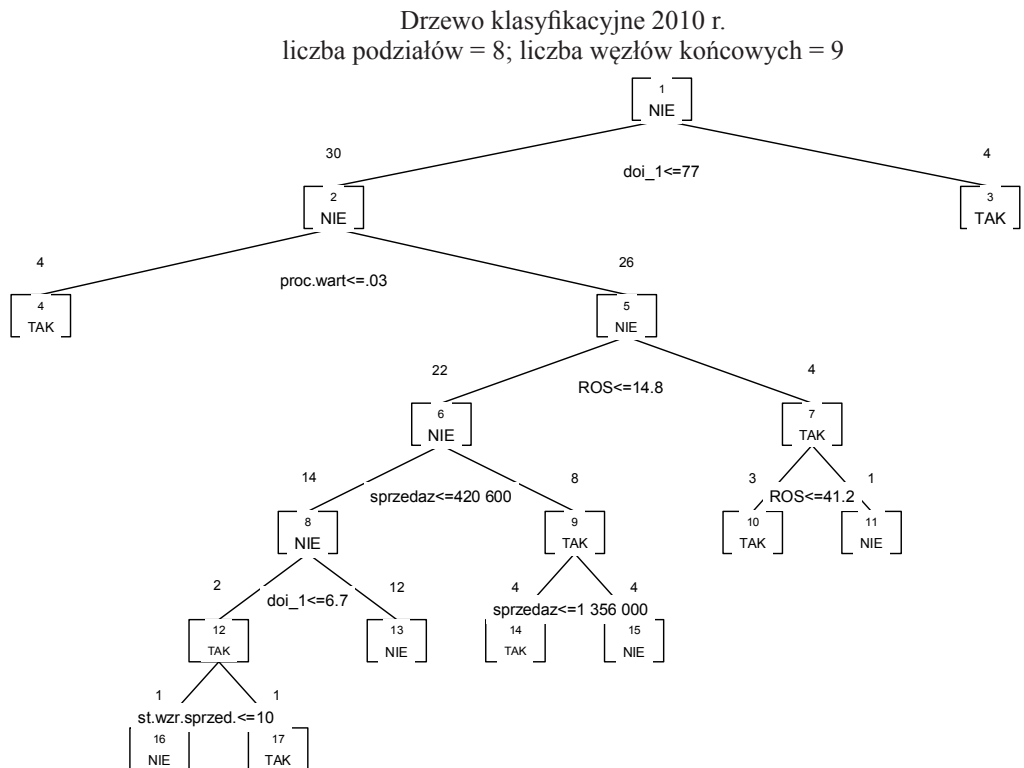 Drzewo klasyfikacyjne 2010 r.
liczba podziałów = 8; liczba węzłów końcowych = 9
1
NIE
30
4
doi_1<=77
2
NIE
3
TAK
4
26
proc.wart<=.03
4
TAK
5
NIE
22
4
ROS<=14.8
6
NIE
7
TAK
14
8
3
1
sprzedaz<=420 600
ROS<=41.2
8
NIE
9
TAK
10
TAK
11
NIE
2
12
4
4
doi_1<=6.7
sprzedaz<=1 356 000
12
TAK
13
NIE
14
TAK
15
NIE
1
1
st.wzr.sprzed.<=10
16
NIE
17
TAK